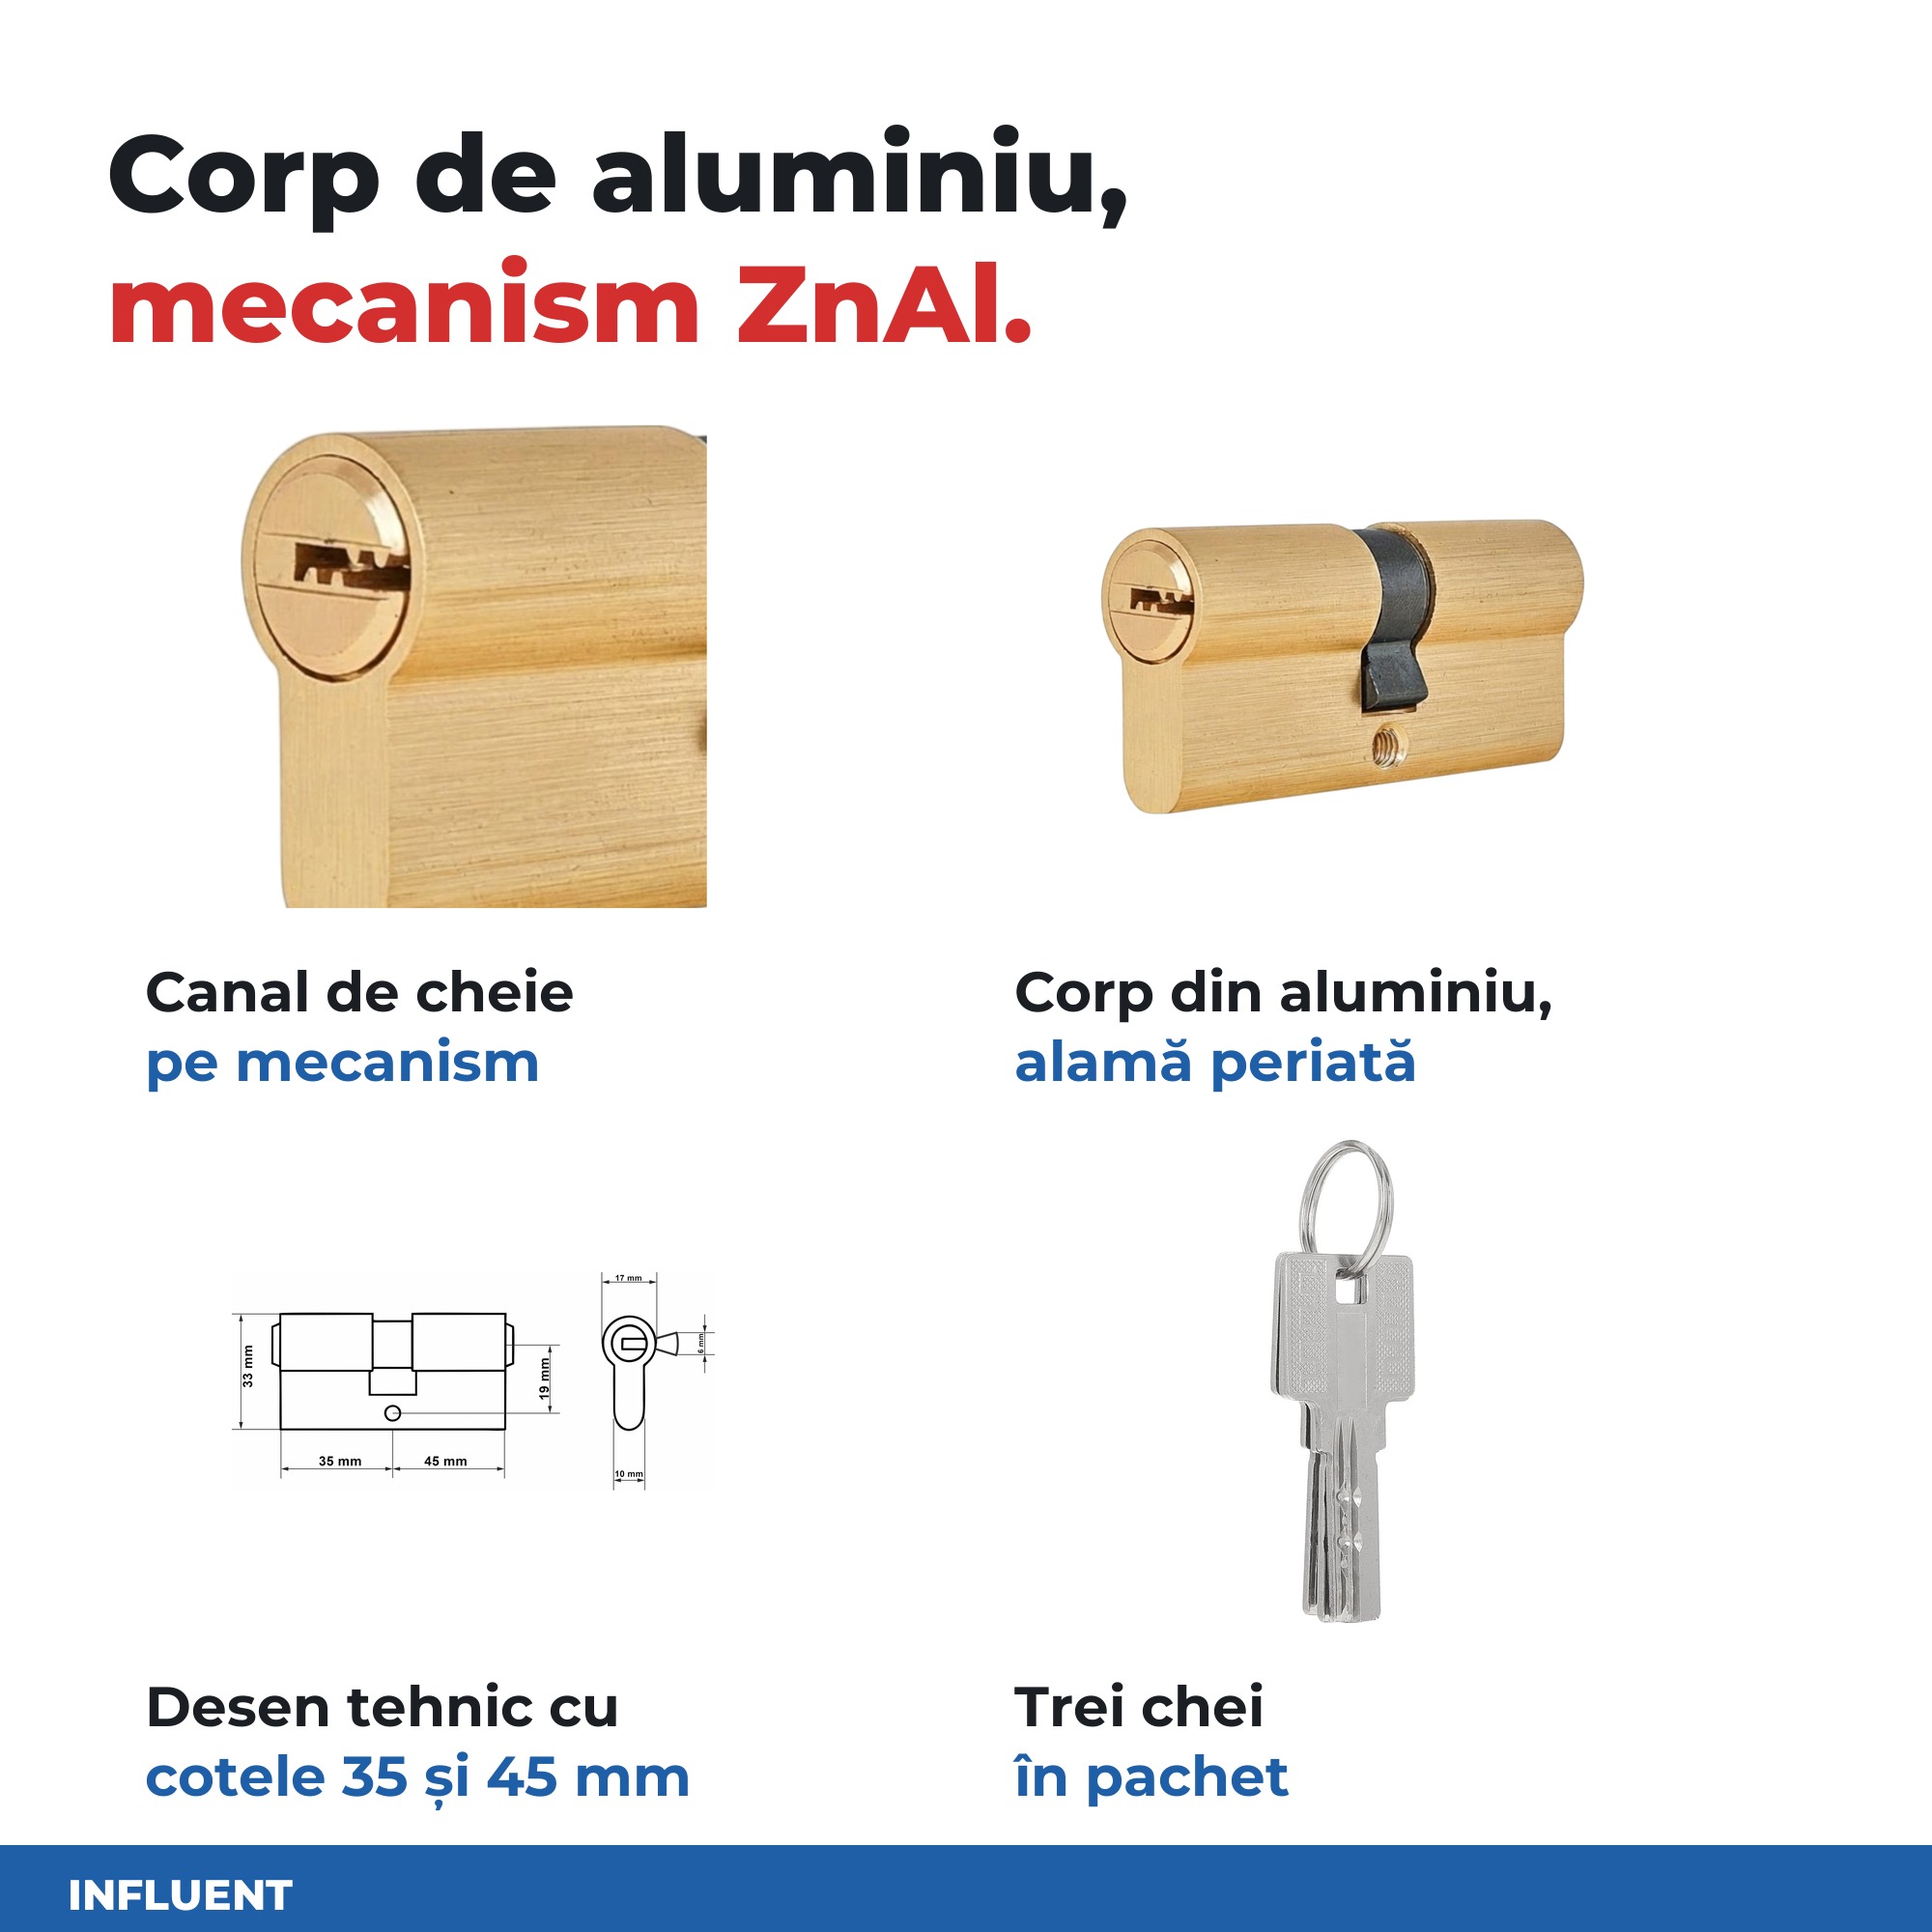 Corp de aluminiu,
mecanism ZnAl.
Canal de cheie
pe mecanism
Corp din aluminiu,
alamă periată
17 mm
33 mm
19 mm
6 mm
35 mm
45 mm
10 mm
Desen tehnic cu
cotele 35 și 45 mm
Trei chei
în pachet
INFLUENT